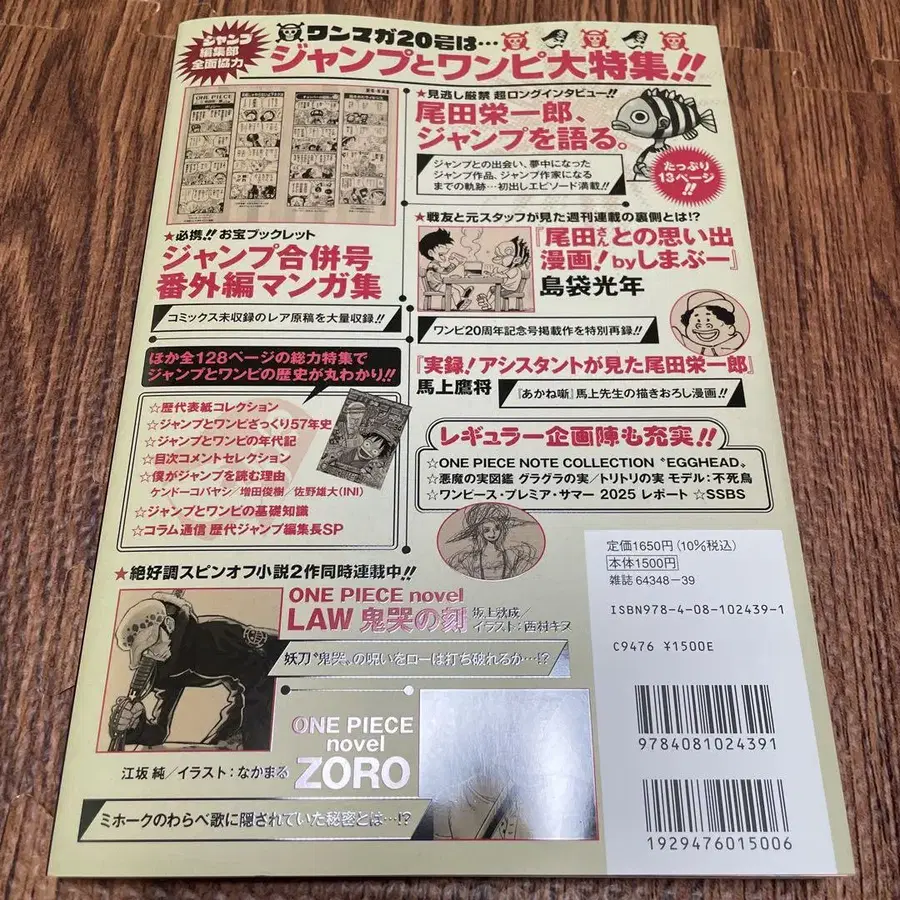 ジャンプ
編集部
全面協力
ワンマガ20号は…
ジャンプとワンピ大特集!!
ONE PIECE
★見逃し厳禁 超ロングインタビュー!!
尾田栄一郎、
ジャンプを語る。
ジャンプとの出会い、夢中になった
ジャンプ作品、ジャンプ作家になる
までの軌跡…初出しエピソード満載!!
たっぷり
13ページ
!!
★必携!! お宝ブックレット
ジャンプ合併号
番外編マンガ集
コミックス未収録のレア原稿を大量収録!!
★戦友と元スタッフが見た週刊連載の裏側とは!?
『尾田さんとの思い出
漫画!byしまぶー』
島袋光年
ワンピ20周年記念号掲載作を特別再録!!
『実録!アシスタントが見た尾田栄一郎』
馬上鷹将
『あかね噺』馬上先生の描きおろし漫画!!
ほか全128ページの総力特集で
ジャンプとワンピの歴史が丸わかり!!
☆歴代表紙コレクション
☆ジャンプとワンピざっくり57年史
☆ジャンプとワンピの年代記
☆目次コメントセレクション
☆僕がジャンプを読む理由
ケンドーコバヤシ/増田俊樹/佐野雄大(INI)
☆ジャンプとワンピの基礎知識
☆コラム通信 歴代ジャンプ編集長SP
レギュラー企画陣も充実!!
☆ONE PIECE NOTE COLLECTION〝EGGHEAD〟
☆悪魔の実図鑑 グラグラの実/トリトリの実 モデル:不死鳥
☆ワンピース・プレミア・サマー 2025 レポート ☆SSBS
★絶好調スピンオフ小説2作同時連載中!!
ONE PIECE novel
LAW 鬼哭の刻
坂上秋成/
イラスト:西村キヌ
妖刀〝鬼哭〟の呪いをローは打ち破れるか…!?
ONE PIECE
novel
ZORO
江坂 純/イラスト:なかまる
ミホークのわらべ歌に隠されていた秘密とは…!?
定価1650円(10%税込)
本体1500円
雑誌 64348-39
ISBN978-4-08-102439-1
C9476 ¥1500E
9784081024391
1929476015006